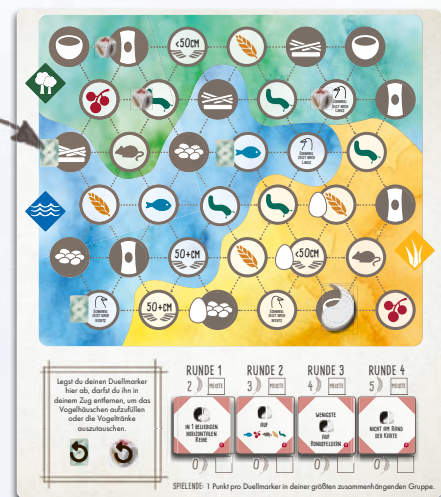 <50CM
SCHNABEL ZEIGT NACH LINKS
SCHNABEL ZEIGT NACH LINKS
50+CM
<50CM
SCHNABEL ZEIGT NACH RECHTS
50+CM
SCHNABEL ZEIGT NACH RECHTS
Legst du deinen Duellmarker
hier ab, darfst du ihn in
deinem Zug entfernen, um das
Vogelhäuschen aufzufüllen
oder die Vogeltränke
auszutauschen.
RUNDE 1 RUNDE 2 RUNDE 3 RUNDE 4
2 MEISTE 3 MEISTE 4 MEISTE 5 MEISTE
IN 1 BELIEBIGEN
HORIZONTALEN
REIHE
AUF
WENIGSTE
AUF
BONUSFELDERN
NICHT AM RAND
DER KARTE
0 0 0 0
SPIELENDE: 1 Punkt pro Duellmarker in deiner größten zusammenhängenden Gruppe.